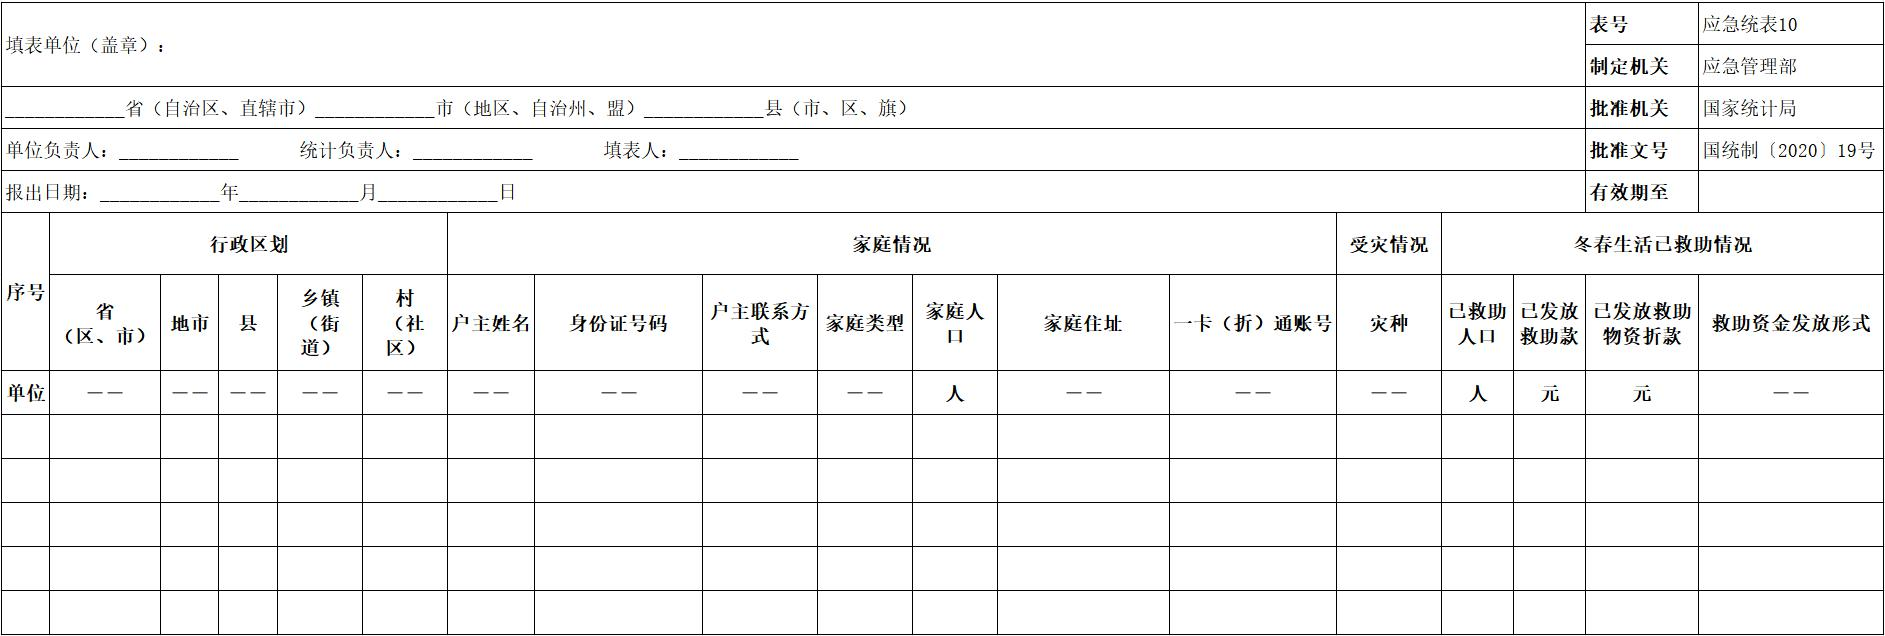 填表单位（盖章）：
表号 应急统表10
制定机关 应急管理部
____________省（自治区、直辖市）____________市（地区、自治州、盟）____________县（市、区、旗）
批准机关 国家统计局
单位负责人：____________ 统计负责人：____________ 填表人：____________
批准文号 国统制〔2020〕19号
报出日期：____________年____________月____________日
有效期至
序号
行政区划 家庭情况 受灾情况 冬春生活已救助情况
省
（区、市）
地市
县
乡镇
（街
道）
村
（社
区）
户主姓名
身份证号码
户主联系方
式
家庭类型
家庭人
口
家庭住址
一卡（折）通账号
灾种
已救助
人口
已发放
救助款
已发放救助
物资折款
救助资金发放形式
单位 —— —— —— —— —— —— —— —— —— 人 —— —— —— 人 元 元 ——